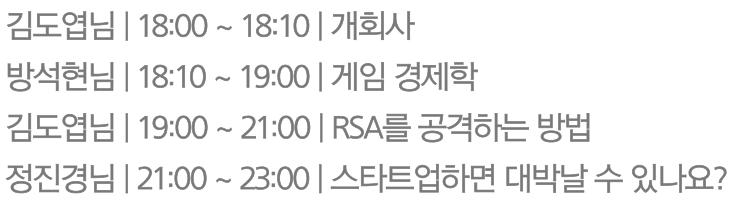 김도엽님 | 18:00 ~ 18:10 | 개회사
방석현님 | 18:10 ~ 19:00 | 게임 경제학
김도엽님 | 19:00 ~ 21:00 | RSA를 공격하는 방법
정진경님 | 21:00 ~ 23:00 | 스타트업하면 대박날 수 있나요?